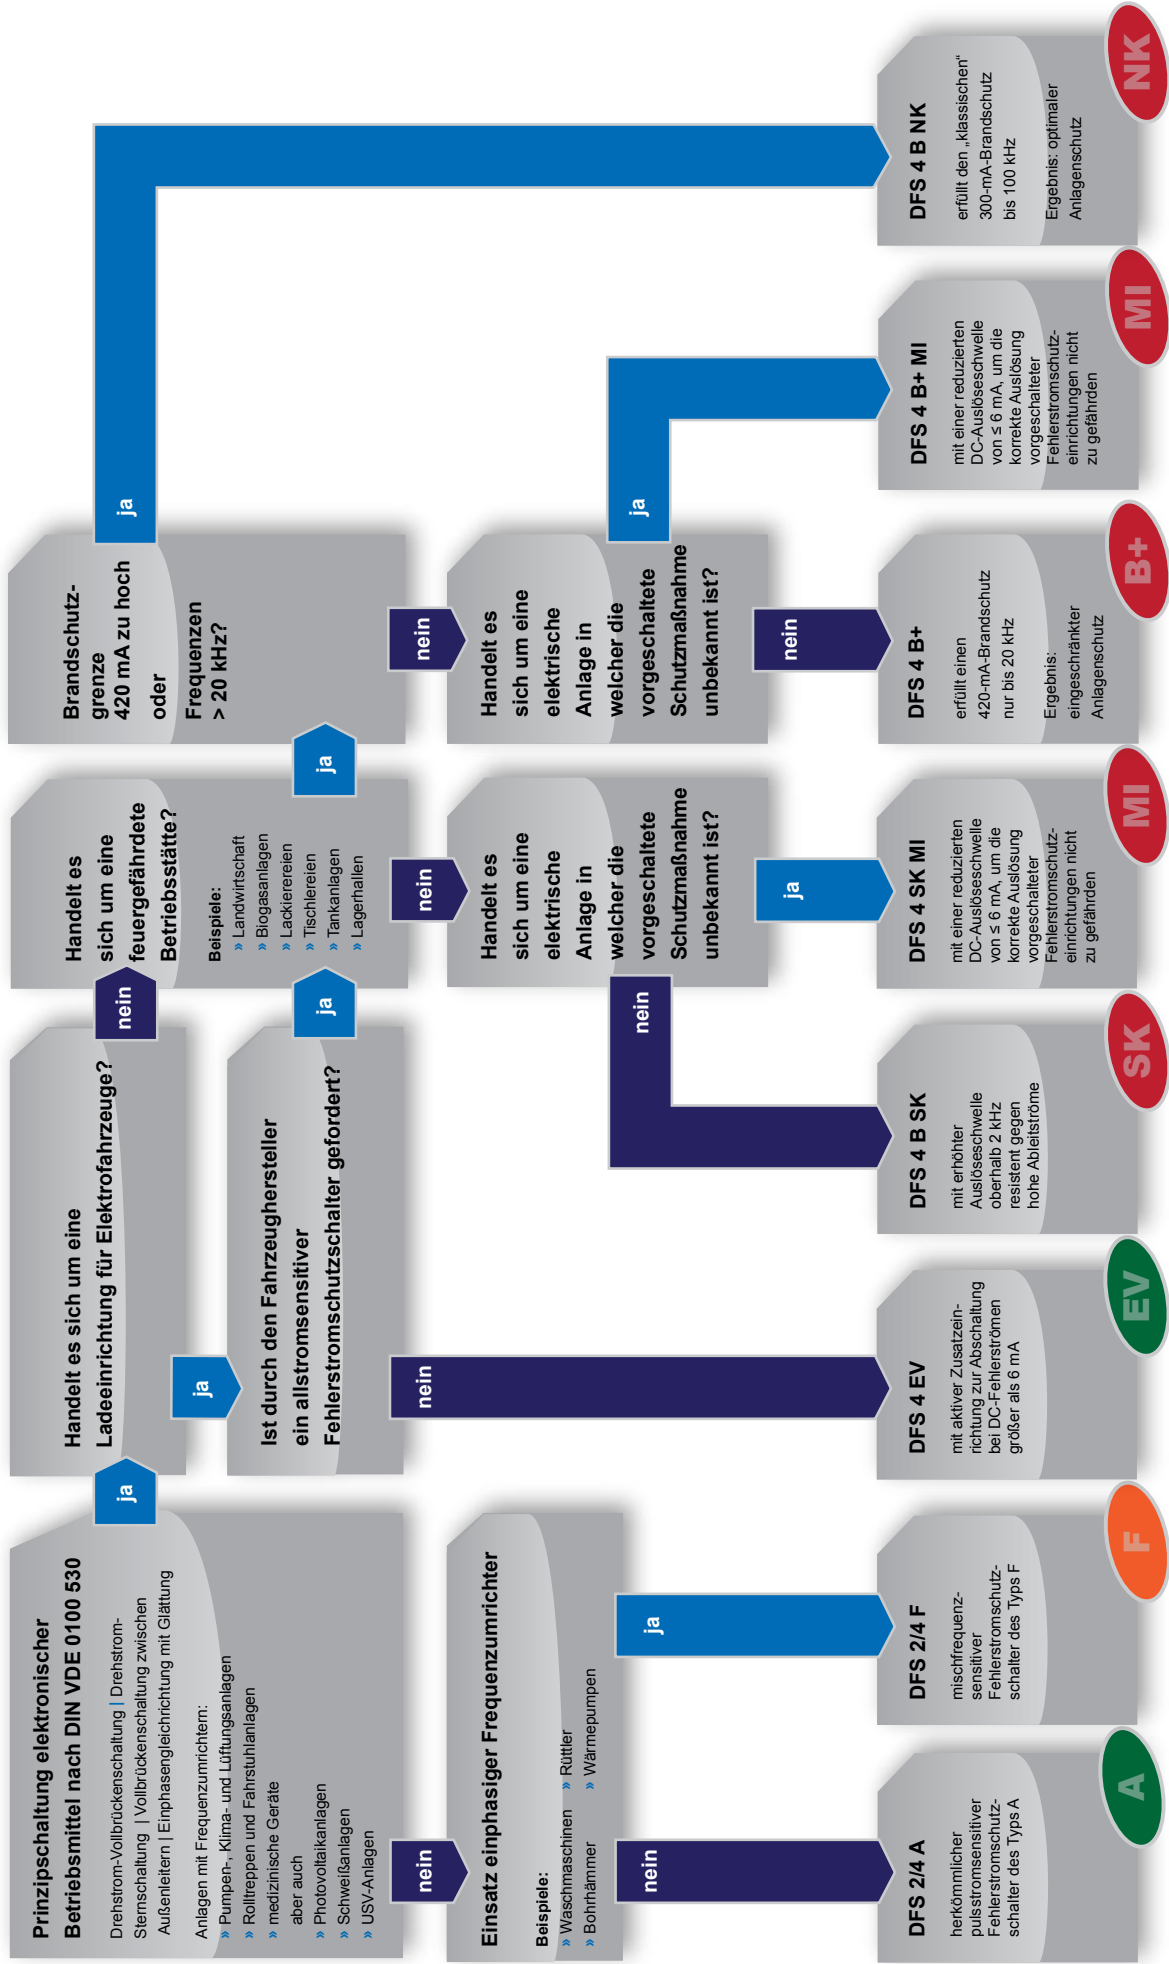 Prinzipschaltung elektronischer
Betriebsmittel nach DIN VDE 0100 530
Drehstrom-Vollbrückenschaltung | Drehstrom-
Sternschaltung | Vollbrückenschaltung zwischen
Außenleitern | Einphasengleichrichtung mit Glättung
Anlagen mit Frequenzumrichtern:
» Pumpen-, Klima- und Lüftungsanlagen
» Rolltreppen und Fahrstuhlanlagen
» medizinische Geräte
aber auch
» Photovoltaikanlagen
» Schweißanlagen
» USV-Anlagen
ja
nein
Handelt es sich um eine
Ladeeinrichtung für Elektrofahrzeuge?
nein
ja
Ist durch den Fahrzeughersteller
ein allstromsensitiver
Fehlerstromschutzschalter gefordert?
ja
nein
Handelt es
sich um eine
feuergefährdete
Betriebsstätte?
Beispiele:
» Landwirtschaft
» Biogasanlagen
» Lackierereien
» Tischlereien
» Tankanlagen
» Lagerhallen
ja
nein
Brandschutz-
grenze
420 mA zu hoch
oder
Frequenzen
> 20 kHz?
ja
nein
Einsatz einphasiger Frequenzumrichter
Beispiele:
» Waschmaschinen » Rüttler
» Bohrhämmer » Wärmepumpen
nein
ja
Handelt es
sich um eine
elektrische
Anlage in
welcher die
vorgeschaltete
Schutzmaßnahme
unbekannt ist?
nein
ja
Handelt es
sich um eine
elektrische
Anlage in
welcher die
vorgeschaltete
Schutzmaßnahme
unbekannt ist?
nein
ja
DFS 2/4 A
herkömmlicher
pulsstromsensitiver
Fehlerstromschutz-
schalter des Typs A
A
DFS 2/4 F
mischfrequenz-
sensitiver
Fehlerstromschutz-
schalter des Typs F
F
DFS 4 EV
mit aktiver Zusatzein-
richtung zur Abschaltung
bei DC-Fehlerströmen
größer als 6 mA
EV
DFS 4 B SK
mit erhöhter
Auslöseschwelle
oberhalb 2 kHz
resistent gegen
hohe Ableitströme
SK
DFS 4 SK MI
mit einer reduzierten
DC-Auslöseschwelle
von ≤ 6 mA, um die
korrekte Auslösung
vorgeschalteter
Fehlerstromschutz-
einrichtungen nicht
zu gefährden
MI
DFS 4 B+
erfüllt einen
420-mA-Brandschutz
nur bis 20 kHz
Ergebnis:
eingeschränkter
Anlagenschutz
B+
DFS 4 B+ MI
mit einer reduzierten
DC-Auslöseschwelle
von ≤ 6 mA, um die
korrekte Auslösung
vorgeschalteter
Fehlerstromschutz-
einrichtungen nicht
zu gefährden
MI
DFS 4 B NK
erfüllt den „klassischen“
300-mA-Brandschutz
bis 100 kHz
Ergebnis: optimaler
Anlagenschutz
NK